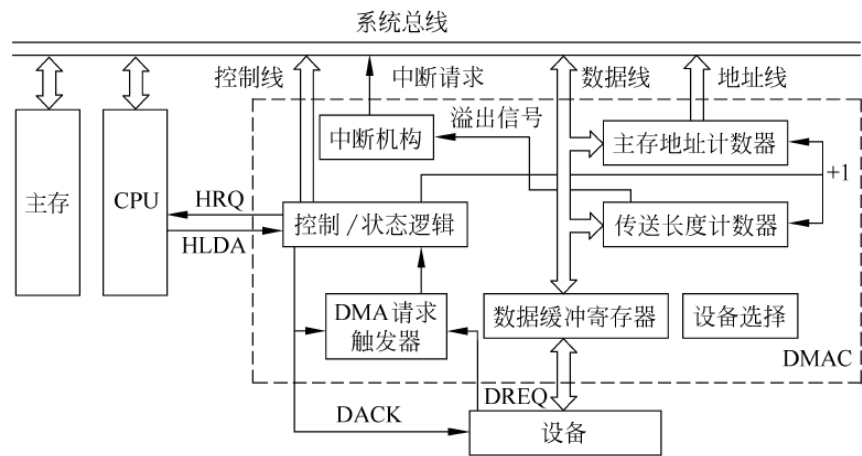 系统总线
控制线
中断请求
数据线
地址线
溢出信号
中断机构
主存地址计数器
+1
主存
CPU
HRQ
HLDA
控制/状态逻辑
传送长度计数器
DMA请求
触发器
数据缓冲寄存器
设备选择
DMAC
DREQ
DACK
设备